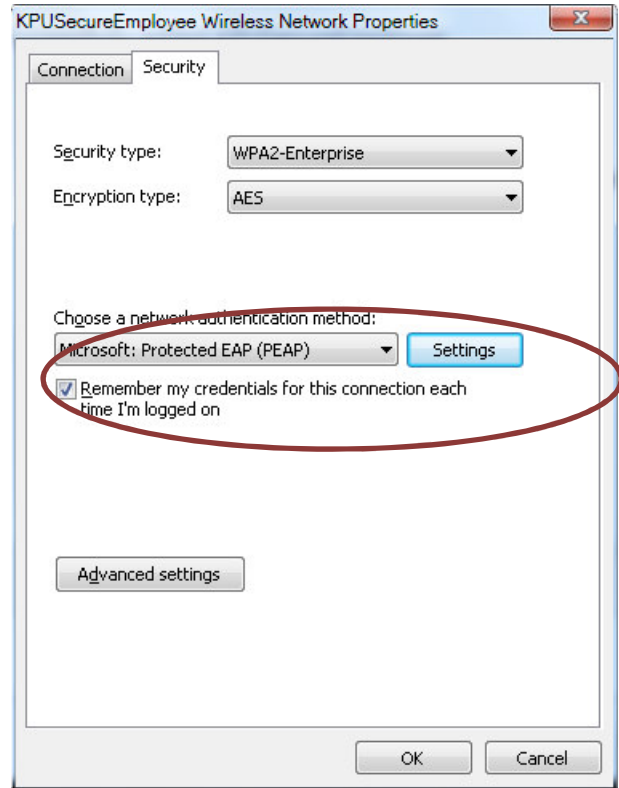 KPUSecureEmployee Wireless Network Properties
Connection
Security
Security type:
WPA2-Enterprise
Encryption type:
AES
Choose a network authentication method:
Microsoft: Protected EAP (PEAP)
Settings
Remember my credentials for this connection each
time I'm logged on
Advanced settings
OK
Cancel